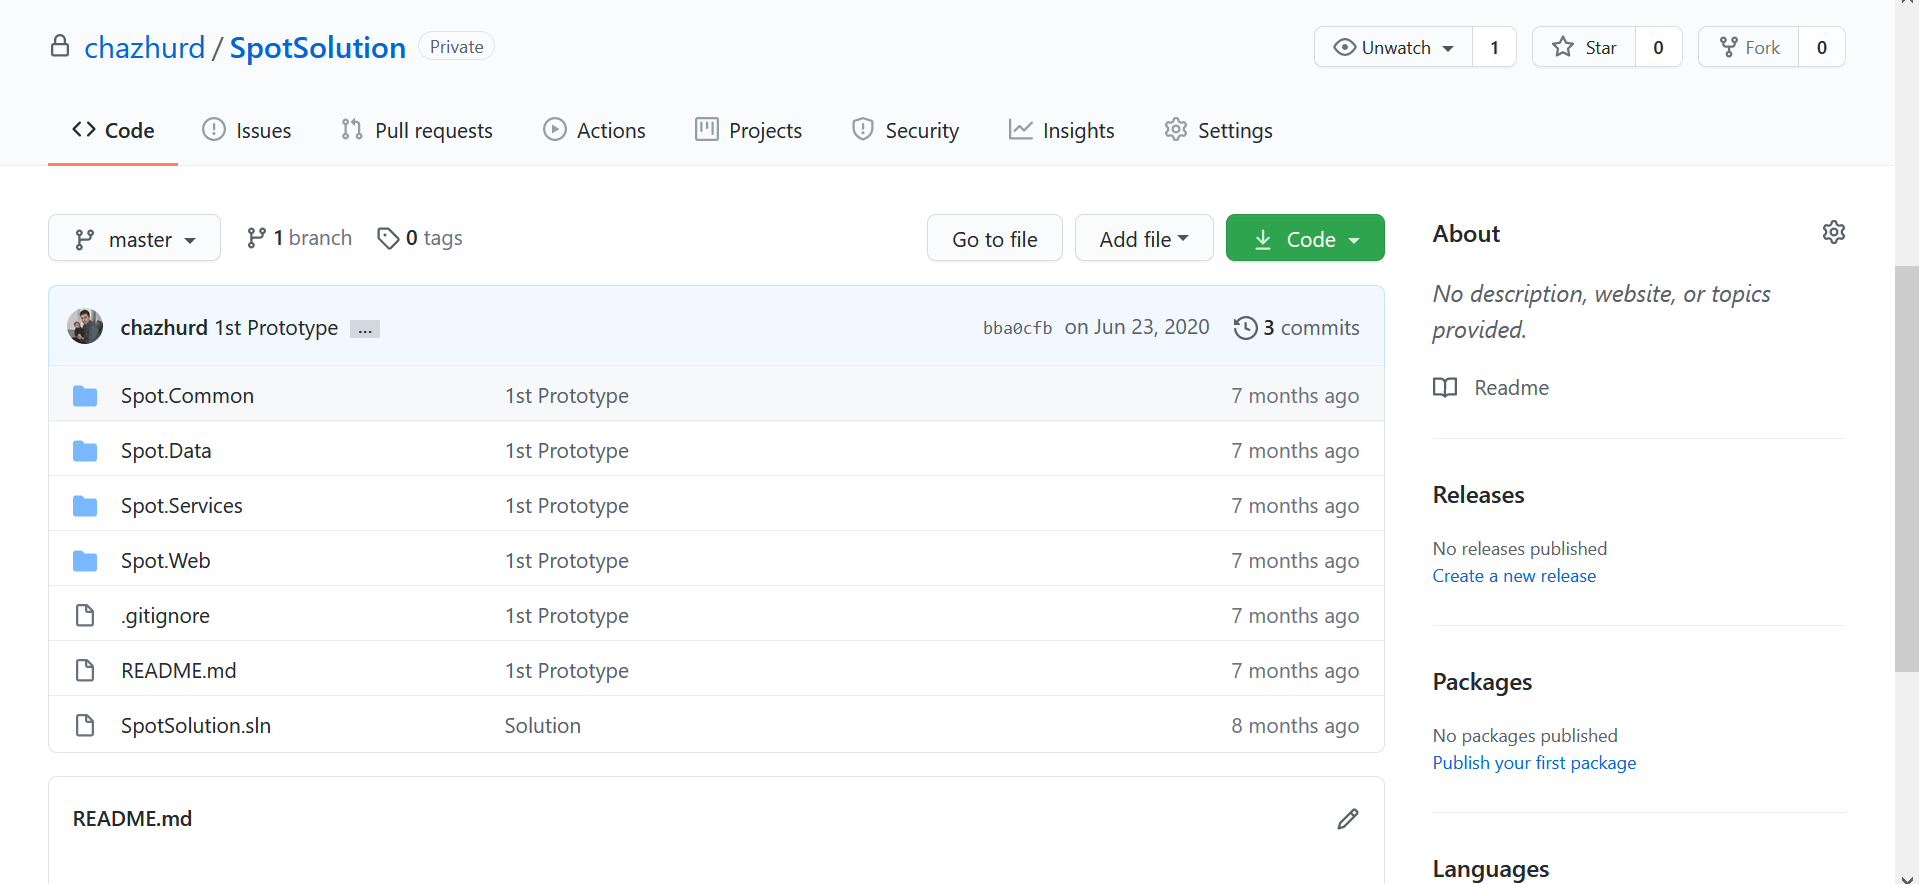 chazhurd / SpotSolution Private
Unwatch 1 Star 0 Fork 0
Code Issues Pull requests Actions Projects Security Insights Settings
master 1 branch 0 tags Go to file Add file Code
chazhurd 1st Prototype ... bba0cfb on Jun 23, 2020 3 commits
Spot.Common 1st Prototype 7 months ago
Spot.Data 1st Prototype 7 months ago
Spot.Services 1st Prototype 7 months ago
Spot.Web 1st Prototype 7 months ago
.gitignore 1st Prototype 7 months ago
README.md 1st Prototype 7 months ago
SpotSolution.sln Solution 8 months ago
README.md
About
No description, website, or topics
provided.
Readme
Releases
No releases published
Create a new release
Packages
No packages published
Publish your first package
Languages